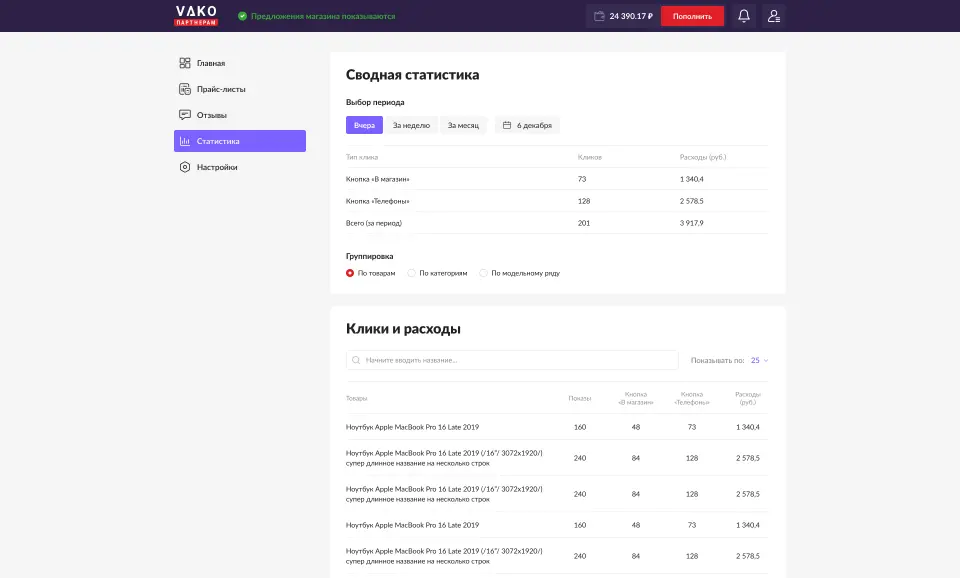 VAKO
ПАРТНЕРАМ
Предложения магазина показываются
24 390.17 ₽
Пополнить
Главная
Прайс-листы
Отзывы
Статистика
Настройки
Сводная статистика
Выбор периода
Вчера За неделю За месяц 6 декабря
Тип клика Кликов Расходы (руб.)
Кнопка «В магазин» 73 1 340,4
Кнопка «Телефоны» 128 2 578,5
Всего (за период) 201 3 917,9
Группировка
По товарам По категориям По модельному ряду
Клики и расходы
Начните вводить название...
Показывать по: 25
Товары Показы Кнопка «В магазин» Кнопка «Телефоны» Расходы (руб.)
Ноутбук Apple MacBook Pro 16 Late 2019 160 48 73 1 340,4
Ноутбук Apple MacBook Pro 16 Late 2019 (/16"/ 3072x1920/)
супер длинное название на несколько строк 240 84 128 2 578,5
Ноутбук Apple MacBook Pro 16 Late 2019 (/16"/ 3072x1920/)
супер длинное название на несколько строк 240 84 128 2 578,5
Ноутбук Apple MacBook Pro 16 Late 2019 160 48 73 1 340,4
Ноутбук Apple MacBook Pro 16 Late 2019 (/16"/ 3072x1920/)
супер длинное название на несколько строк 240 84 128 2 578,5